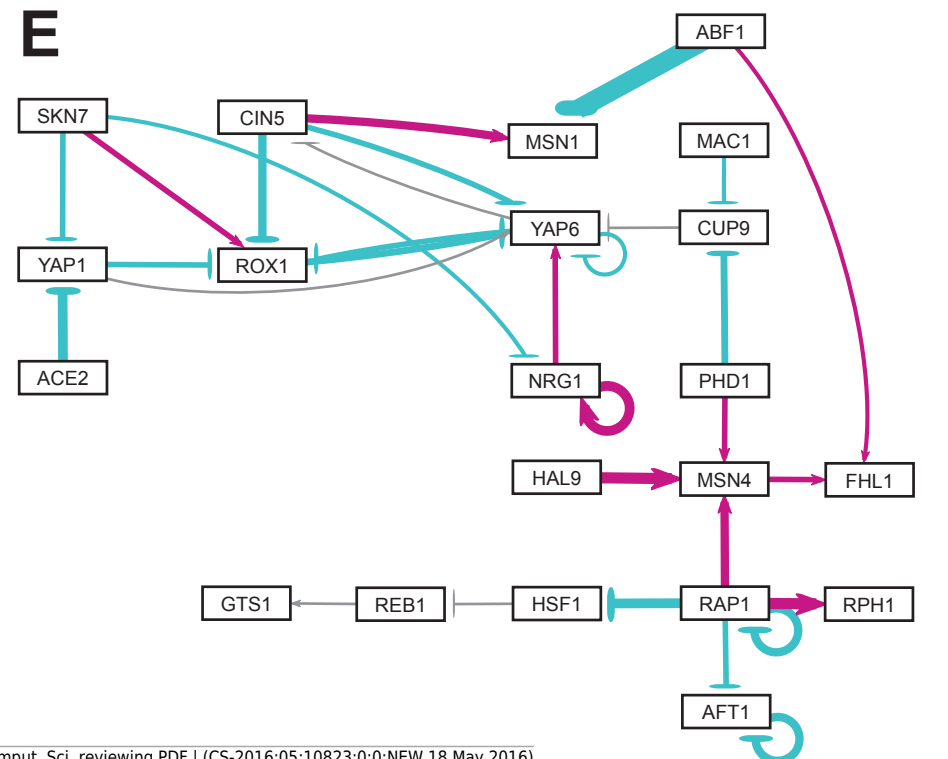 E
ABF1
SKN7
CIN5
MSN1
MAC1
YAP6
CUP9
YAP1
ROX1
ACE2
NRG1
PHD1
HAL9
MSN4
FHL1
GTS1
REB1
HSF1
RAP1
RPH1
AFT1
mput. Sci. reviewing PDF | (CS-2016:05:10823:0:0:NEW 18 May 2016)